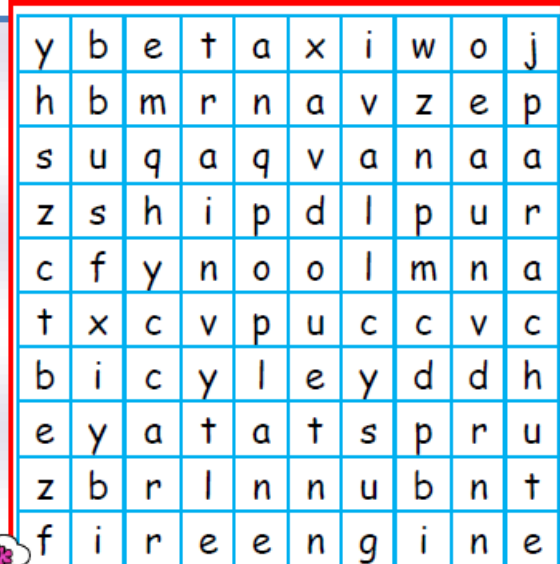 y b e t a x i w o j
h b m r n a v z e p
s u q a q v a n a a
z s h i p d l p u r
c f y n o o l m n a
t x c v p u c c v c
b i c y l e y d d h
e y a t a t s p r u
z b r l n n u b n t
f i r e e n g i n e